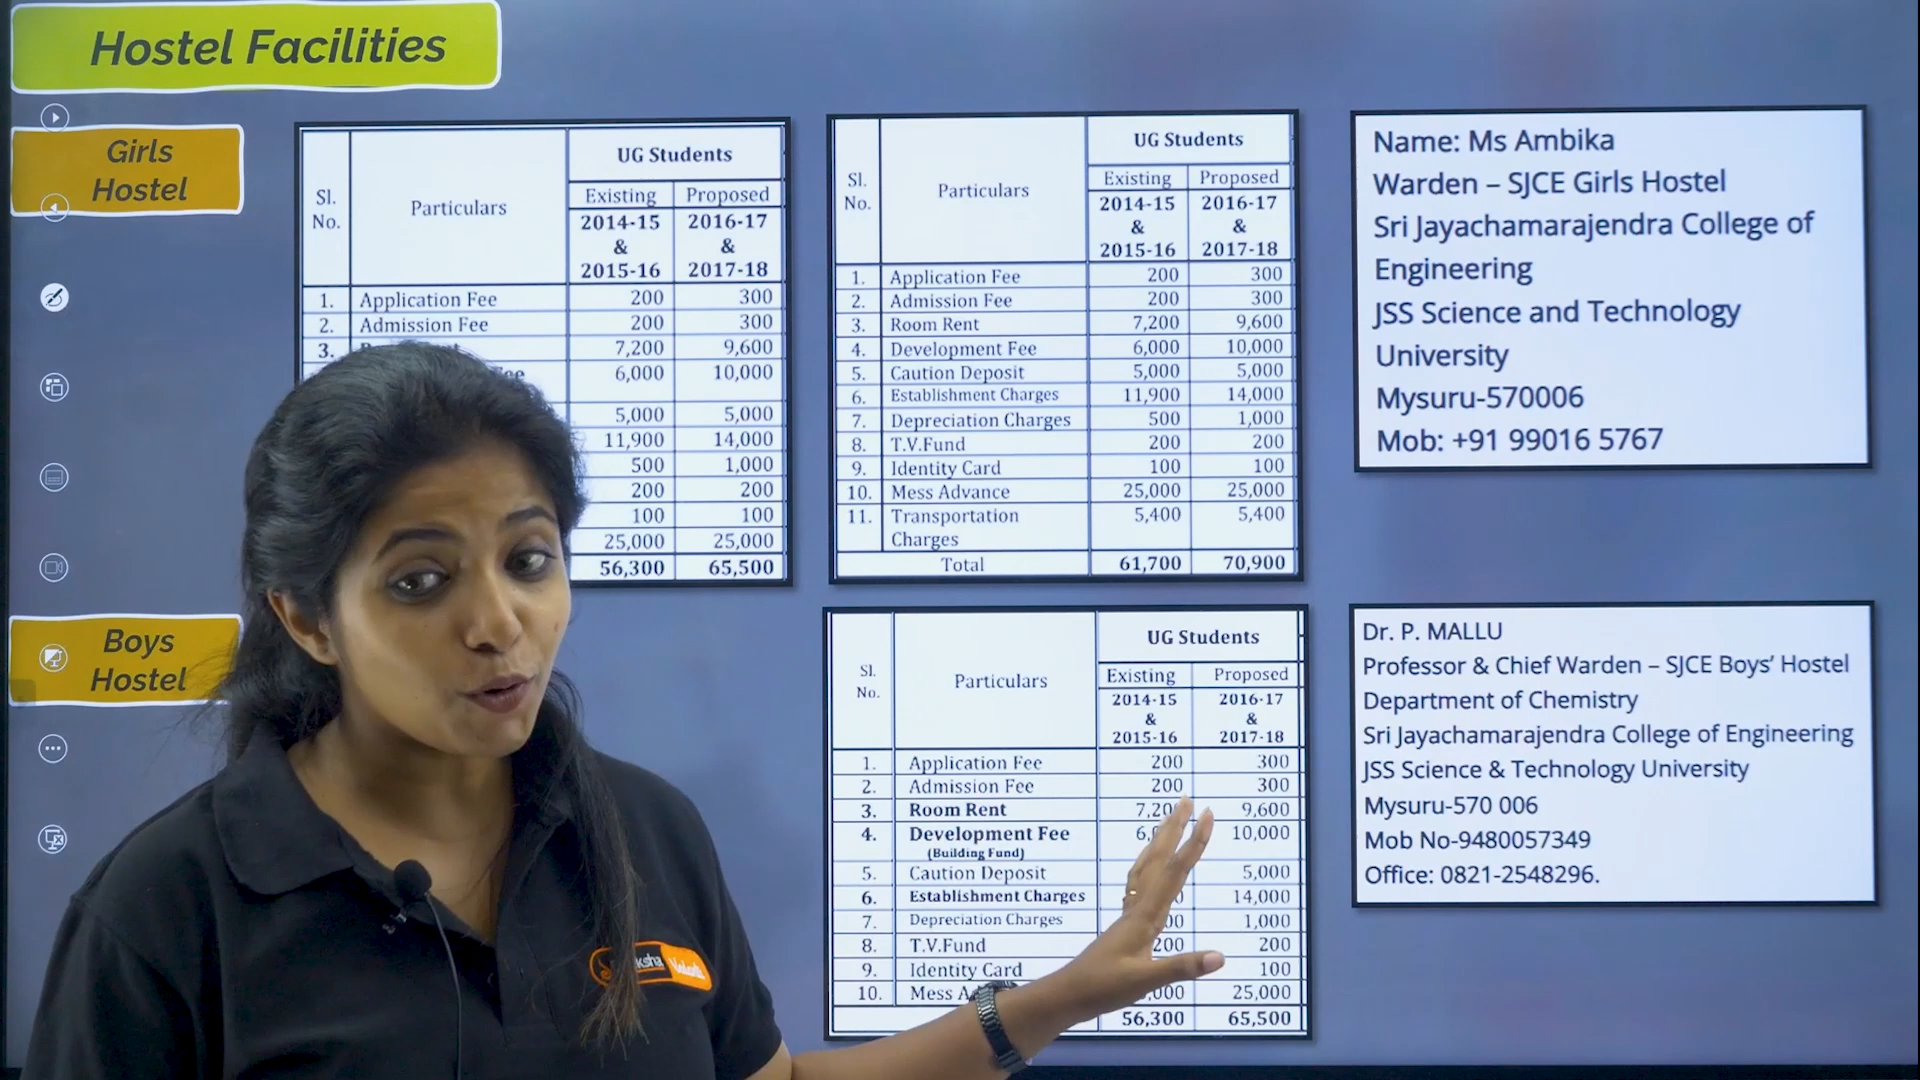 Hostel Facilities
Girls
Hostel
Sl.
No.
Particulars
UG Students
Existing Proposed
2014-15 2016-17
& &
2015-16 2017-18
1. Application Fee 200 300
2. Admission Fee 200 300
3. 7,200 9,600
6,000 10,000
5,000 5,000
11,900 14,000
500 1,000
200 200
100 100
25,000 25,000
56,300 65,500
Sl.
No.
Particulars
UG Students
Existing Proposed
2014-15 2016-17
& &
2015-16 2017-18
1. Application Fee 200 300
2. Admission Fee 200 300
3. Room Rent 7,200 9,600
4. Development Fee 6,000 10,000
5. Caution Deposit 5,000 5,000
6. Establishment Charges 11,900 14,000
7. Depreciation Charges 500 1,000
8. T.V.Fund 200 200
9. Identity Card 100 100
10. Mess Advance 25,000 25,000
11. Transportation 5,400 5,400
Charges
Total 61,700 70,900
Name: Ms Ambika
Warden – SJCE Girls Hostel
Sri Jayachamarajendra College of
Engineering
JSS Science and Technology
University
Mysuru-570006
Mob: +91 99016 5767
Boys
Hostel
Sl.
No.
Particulars
UG Students
Existing Proposed
2014-15 2016-17
& &
2015-16 2017-18
1. Application Fee 200 300
2. Admission Fee 200 300
3. Room Rent 9,600
4. Development Fee 10,000
(Building Fund)
5. Caution Deposit 5,000
6. Establishment Charges 14,000
7. Depreciation Charges 1,000
8. T.V.Fund 200 200
9. Identity Card 100
10. Mess 25,000
56,300 65,500
Dr. P. MALLU
Professor & Chief Warden – SJCE Boys’ Hostel
Department of Chemistry
Sri Jayachamarajendra College of Engineering
JSS Science & Technology University
Mysuru-570 006
Mob No-9480057349
Office: 0821-2548296.